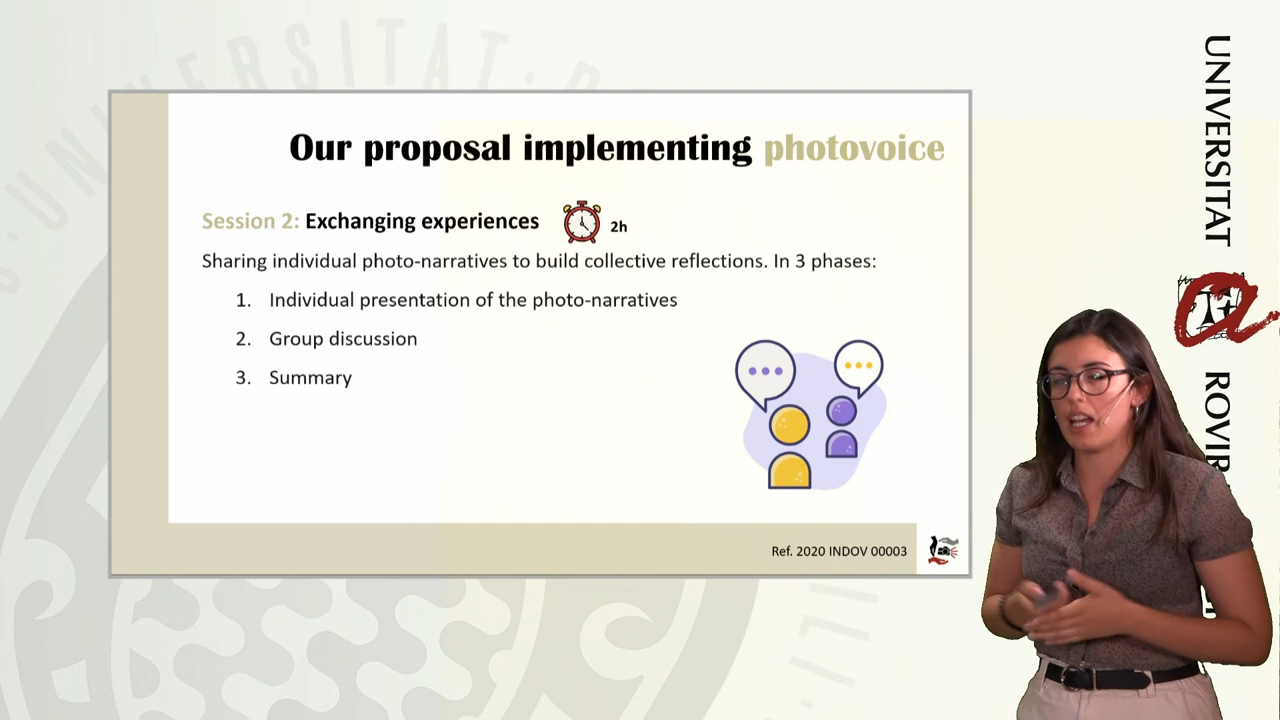 Our proposal implementing photovoice
Session 2: Exchanging experiences
2h
Sharing individual photo-narratives to build collective reflections. In 3 phases:
1. Individual presentation of the photo-narratives
2. Group discussion
3. Summary
Ref. 2020 INDOV 00003
UNIVERSITAT